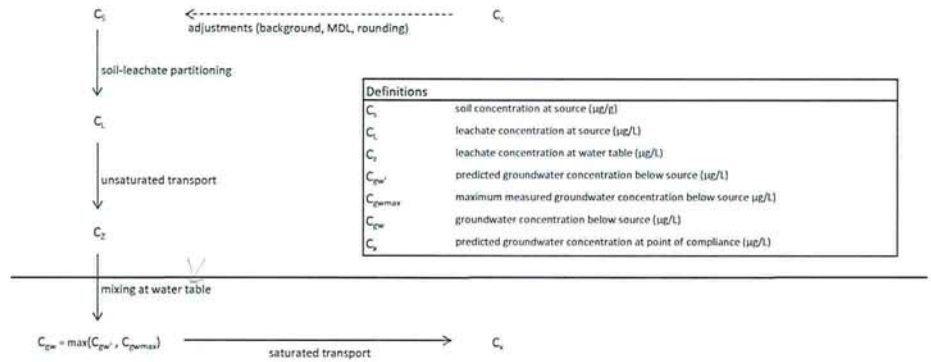 Cs Cc
adjustments (background, MDL, rounding)
soil-leachate partitioning
Definitions
Cs soil concentration at source (µg/g)
CL leachate concentration at source (µg/L)
CL
Cz leachate concentration at water table (µg/L)
Cgw' predicted groundwater concentration below source (µg/L)
unsaturated transport
Cgwmax maximum measured groundwater concentration below source µg/L)
Cgw groundwater concentration below source (µg/L)
CZ
Cx predicted groundwater concentration at point of compliance (µg/L)
mixing at water table
Cgw = max(Cgw' , Cgwmax) Cx
saturated transport